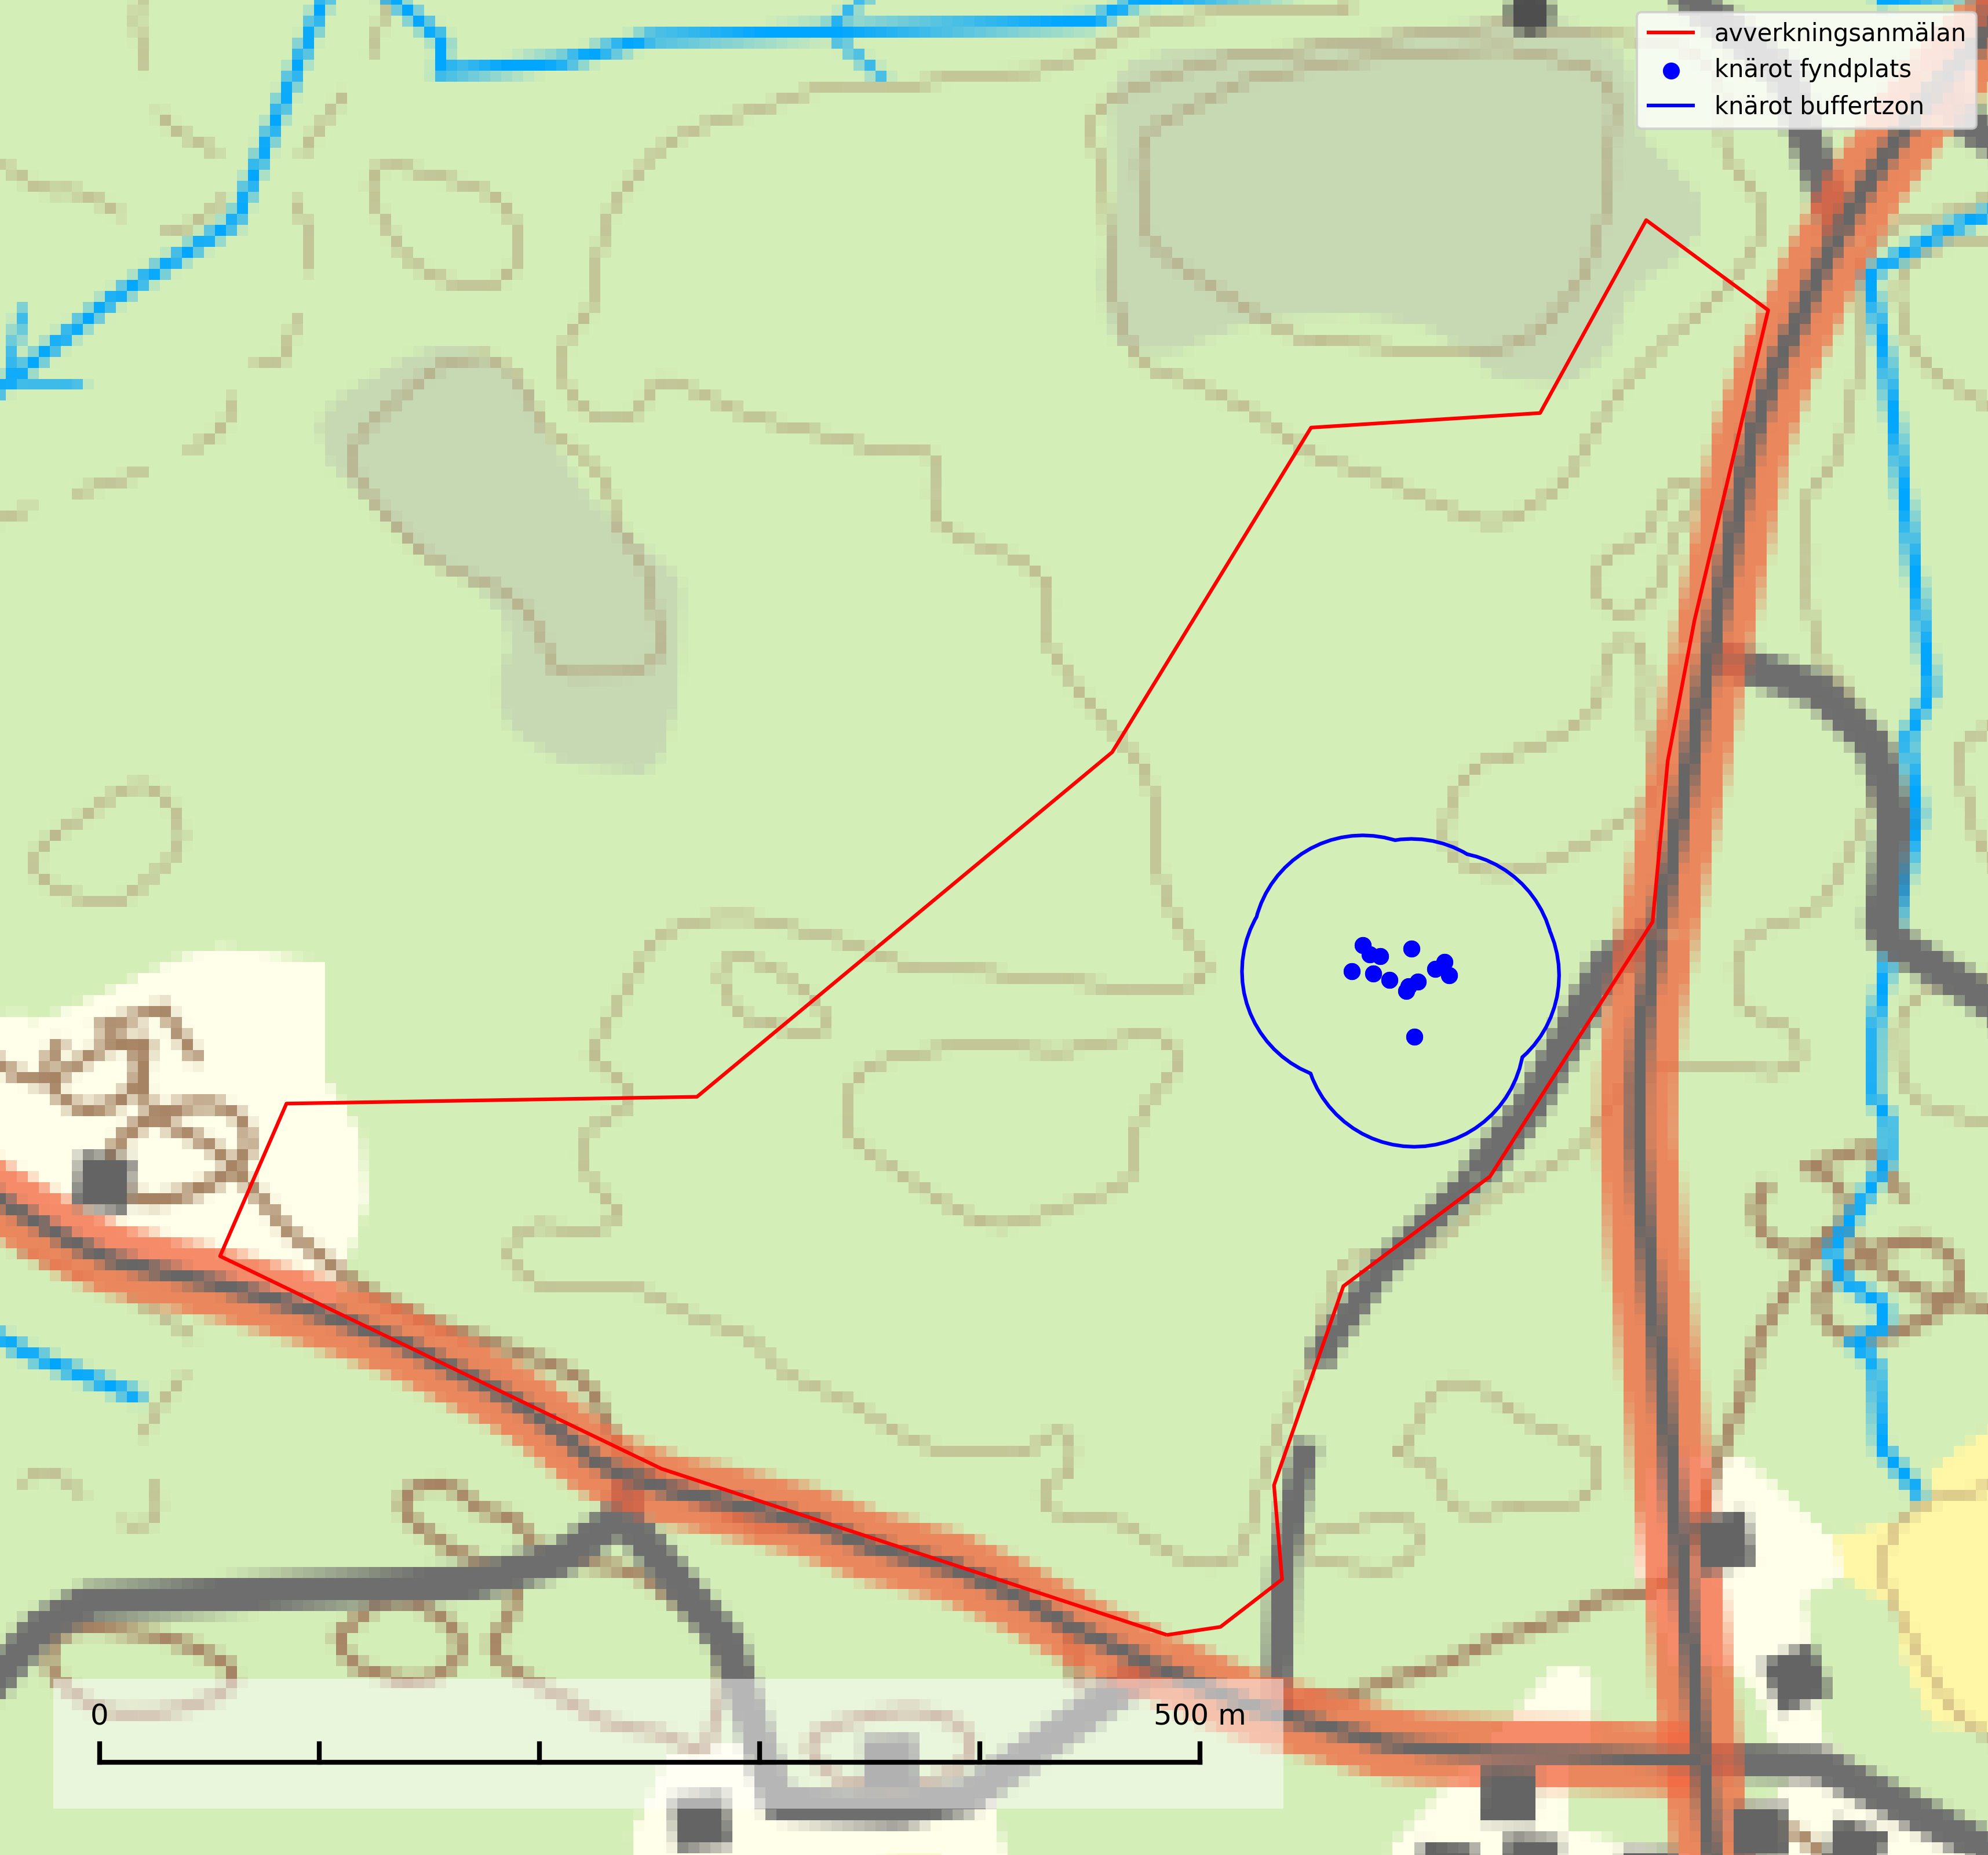 avverkningsanmälan
knärot fyndplats
knärot buffertzon
0
500 m